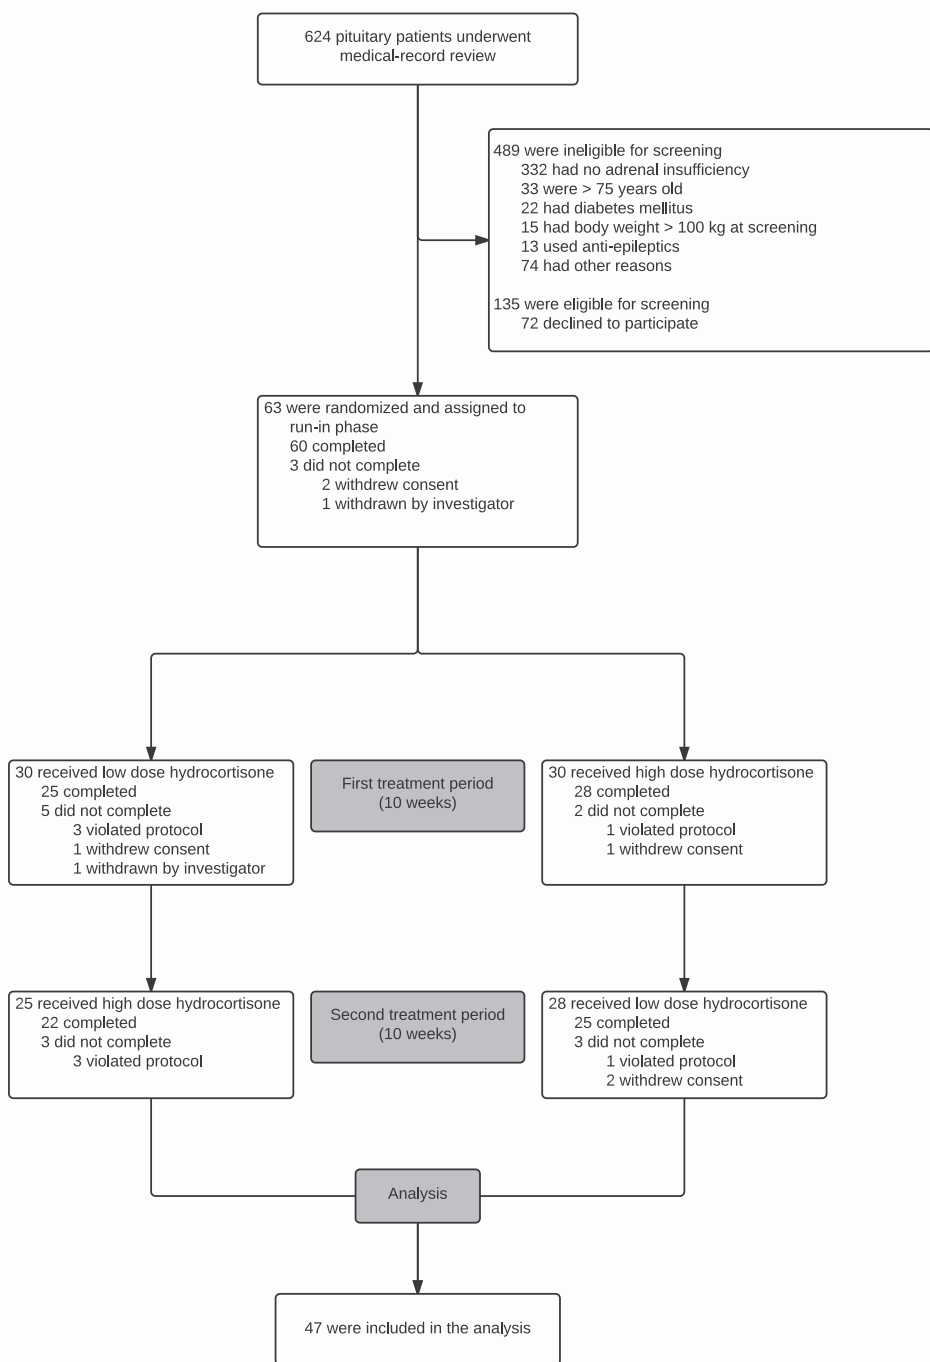 624 pituitary patients underwent
medical-record review
489 were ineligible for screening
332 had no adrenal insufficiency
33 were > 75 years old
22 had diabetes mellitus
15 had body weight > 100 kg at screening
13 used anti-epileptics
74 had other reasons
135 were eligible for screening
72 declined to participate
63 were randomized and assigned to
run-in phase
60 completed
3 did not complete
2 withdrew consent
1 withdrawn by investigator
30 received low dose hydrocortisone
25 completed
5 did not complete
3 violated protocol
1 withdrew consent
1 withdrawn by investigator
First treatment period
(10 weeks)
30 received high dose hydrocortisone
28 completed
2 did not complete
1 violated protocol
1 withdrew consent
25 received high dose hydrocortisone
22 completed
3 did not complete
3 violated protocol
Second treatment period
(10 weeks)
28 received low dose hydrocortisone
25 completed
3 did not complete
1 violated protocol
2 withdrew consent
Analysis
47 were included in the analysis